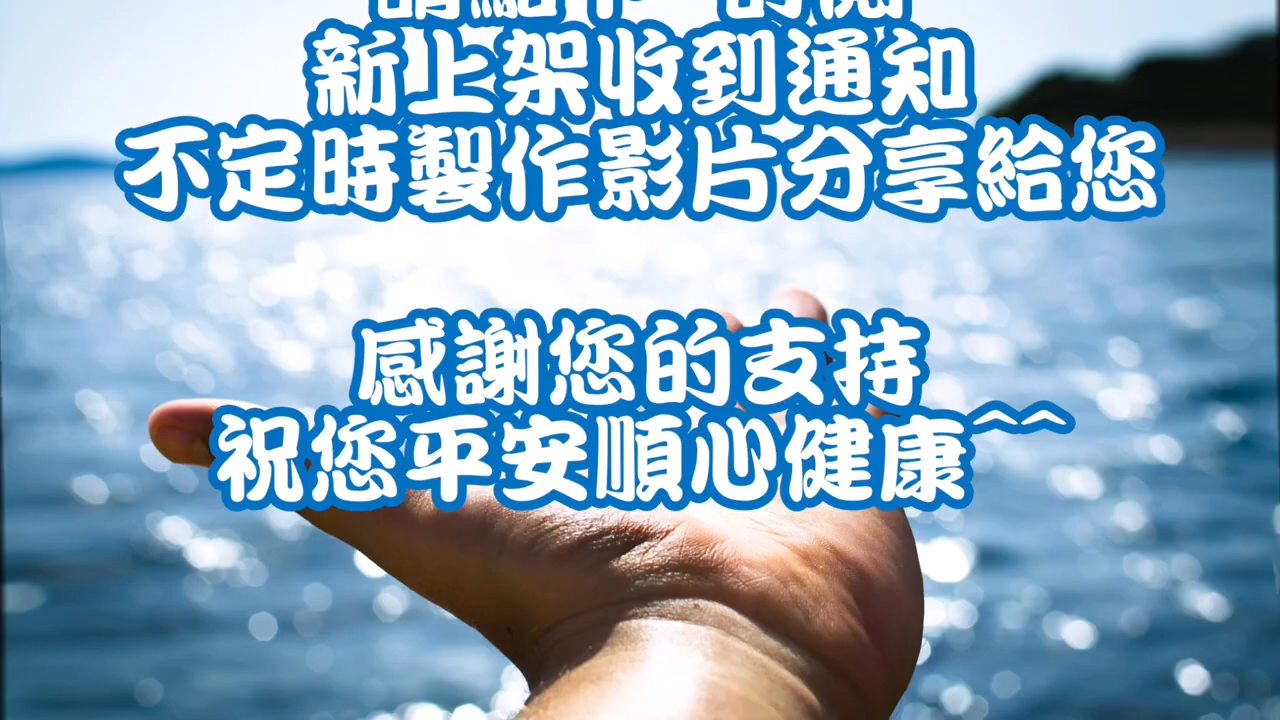 新上架收到通知
不定時製作影片分享給您
感謝您的支持
祝您平安順心健康^^